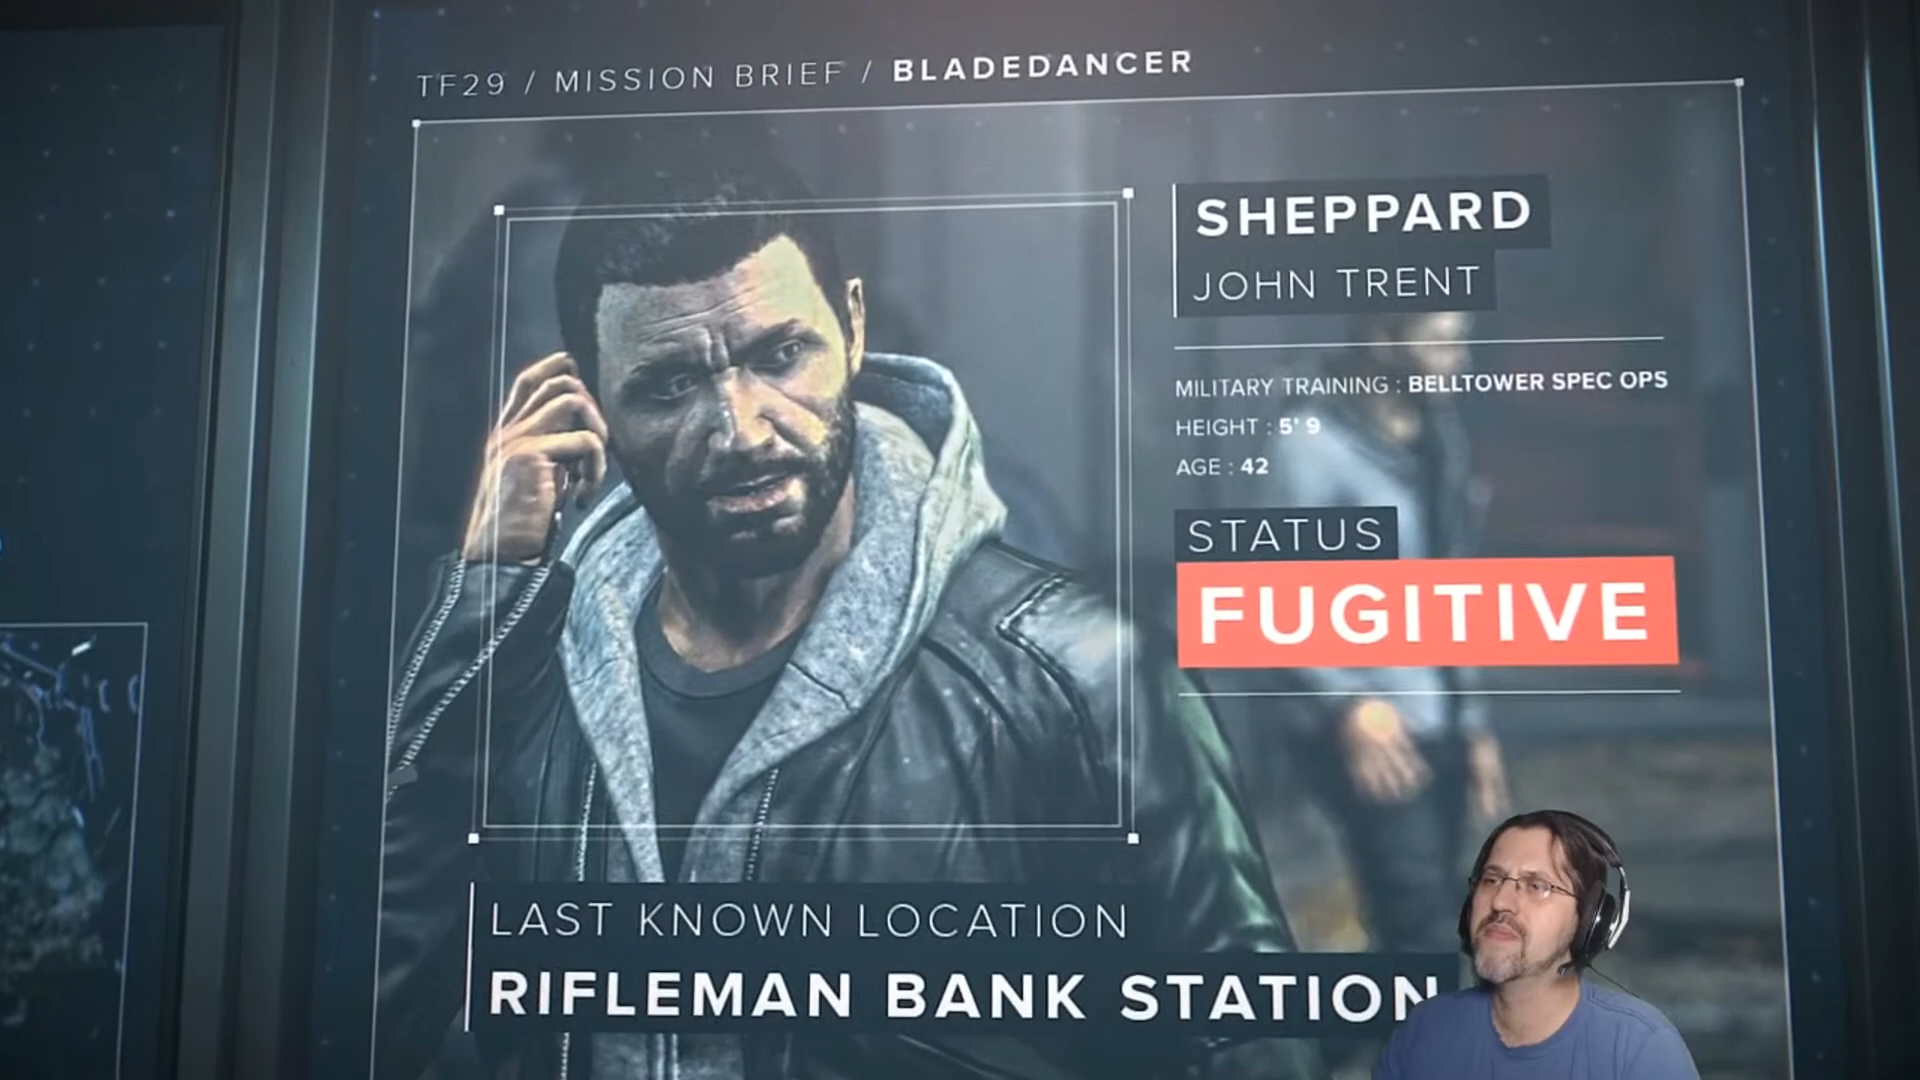 TF29 / MISSION BRIEF / BLADEDANCER
SHEPPARD
JOHN TRENT
MILITARY TRAINING : BELLTOWER SPEC OPS
HEIGHT : 5' 9
AGE : 42
STATUS
FUGITIVE
LAST KNOWN LOCATION
RIFLEMAN BANK STATION